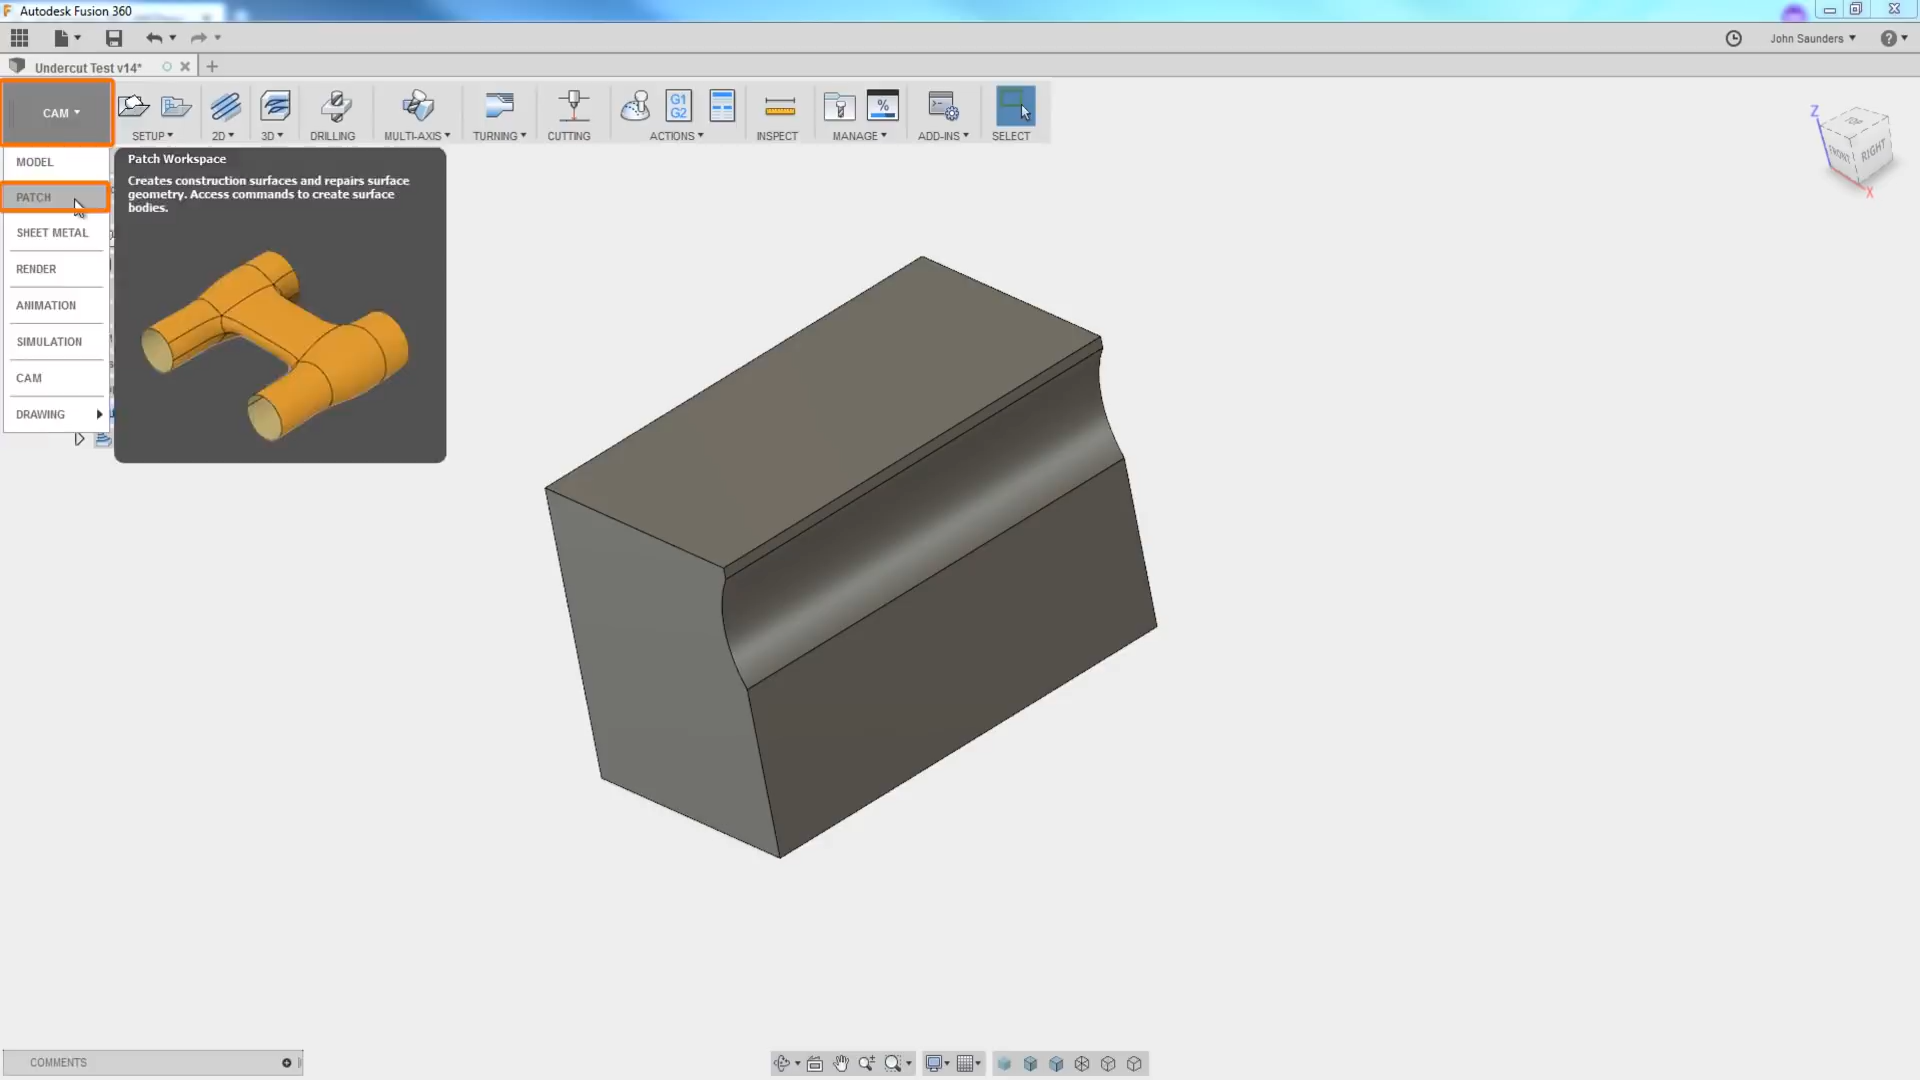 Autodesk Fusion 360
John Saunders
Undercut Test v14*
CAM
SETUP
2D
3D
DRILLING
MULTI-AXIS
TURNING
CUTTING
G1
G2
ACTIONS
INSPECT
%
MANAGE
ADD-INS
SELECT
MODEL
PATCH
SHEET METAL
RENDER
ANIMATION
SIMULATION
CAM
DRAWING
Patch Workspace
Creates construction surfaces and repairs surface
geometry. Access commands to create surface
bodies.
Z
TOP
FRONT
RIGHT
X
COMMENTS